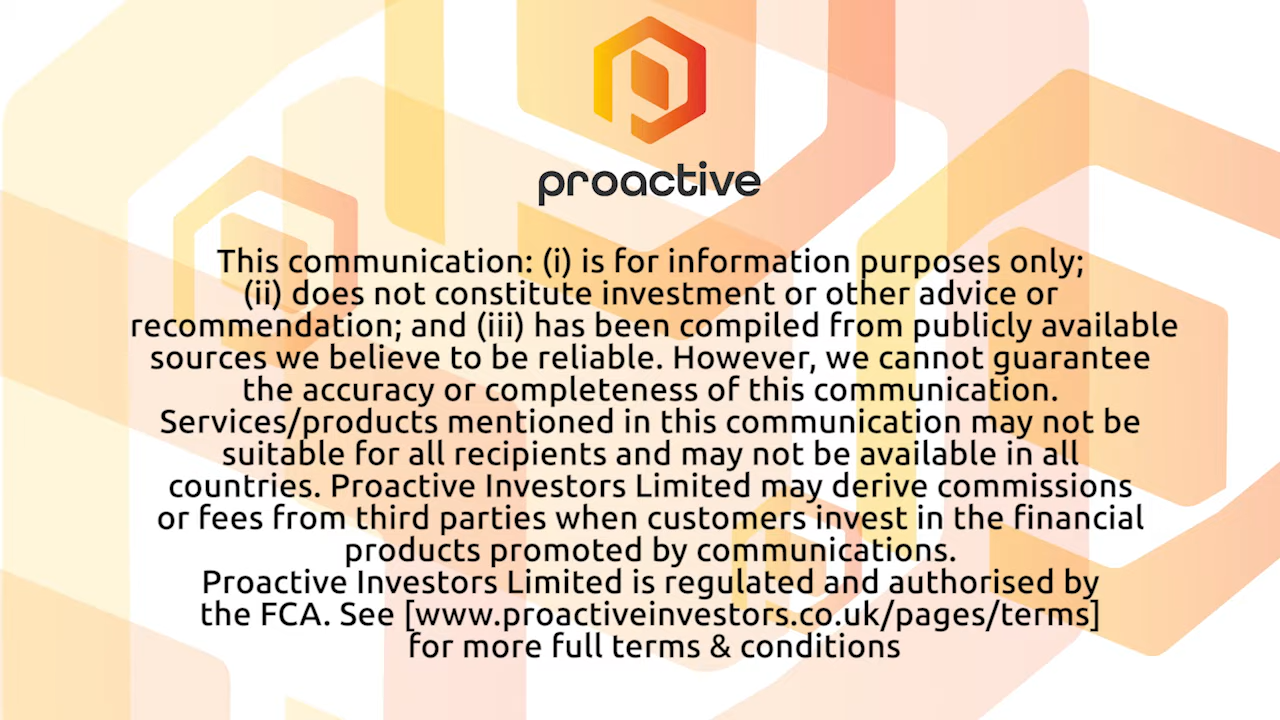 proactive
This communication: (i) is for information purposes only;
(ii) does not constitute investment or other advice or
recommendation; and (iii) has been compiled from publicly available
sources we believe to be reliable. However, we cannot guarantee
the accuracy or completeness of this communication.
Services/products mentioned in this communication may not be
suitable for all recipients and may not be available in all
countries. Proactive Investors Limited may derive commissions
or fees from third parties when customers invest in the financial
products promoted by communications.
Proactive Investors Limited is regulated and authorised by
the FCA. See [www.proactiveinvestors.co.uk/pages/terms]
for more full terms & conditions